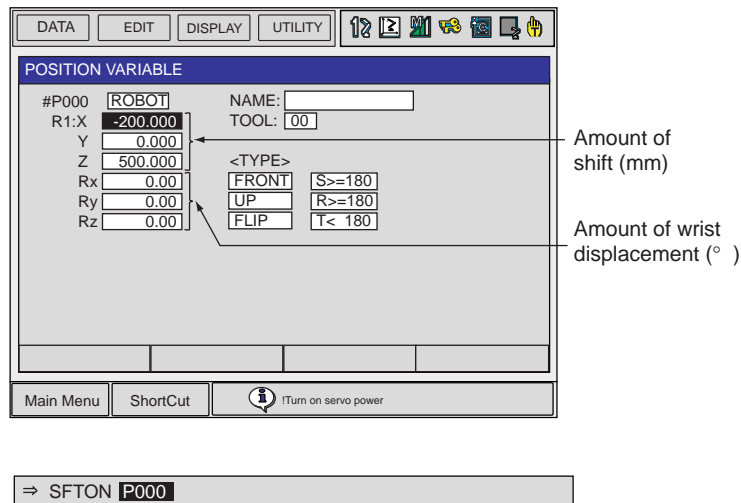 DATA EDIT DISPLAY UTILITY
POSITION VARIABLE
#P000 ROBOT NAME:
R1:X -200.000 TOOL: 00
Y 0.000
Z 500.000 <TYPE>
Rx 0.00 FRONT S>=180
Ry 0.00 UP R>=180
Rz 0.00 FLIP T< 180
Amount of
shift (mm)
Amount of wrist
displacement (° )
Main Menu ShortCut !Turn on servo power
⇒ SFTON P000